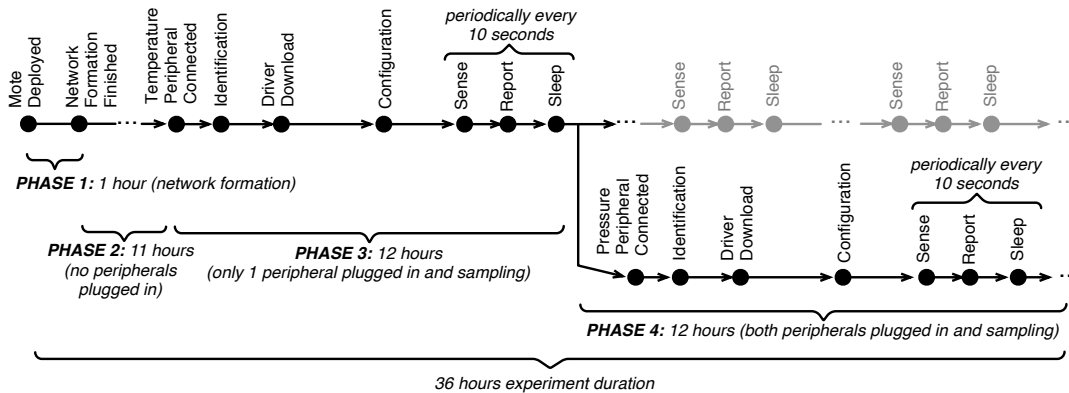 Mote
Deployed
Network
Formation
Finished
...
Temperature
Peripheral
Connected
Identification
Driver
Download
Configuration
periodically every
10 seconds
Sense
Report
Sleep
...
Sense
Report
Sleep
...
Sense
Report
Sleep
...
PHASE 1: 1 hour (network formation)
PHASE 2: 11 hours
(no peripherals
plugged in)
PHASE 3: 12 hours
(only 1 peripheral plugged in and sampling)
Pressure
Peripheral
Connected
Identification
Driver
Download
Configuration
periodically every
10 seconds
Sense
Report
Sleep
...
PHASE 4: 12 hours (both peripherals plugged in and sampling)
36 hours experiment duration